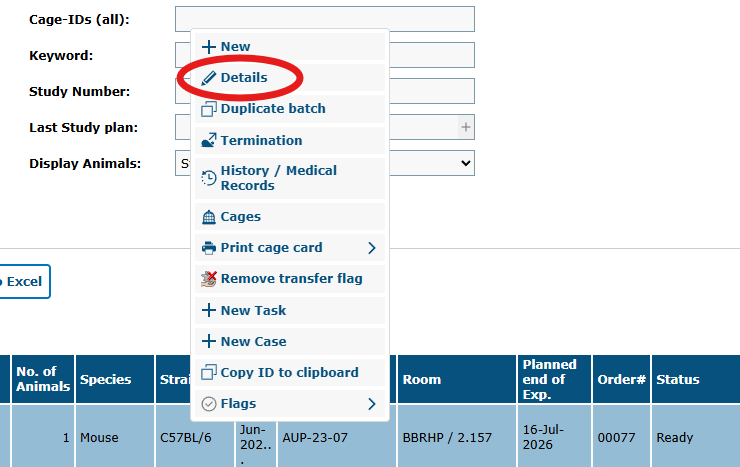 Cage-IDs (all):
Keyword:
Study Number:
Last Study plan:
+
Display Animals:
S
New
Details
Duplicate batch
Termination
History / Medical
Records
Cages
Print cage card
Remove transfer flag
New Task
New Case
Copy ID to clipboard
Flags
Excel
No. of
Animals
Species
Room
Planned
end of
Exp.
Order#
Status
1
Mouse
C57BL/6
Jun-
202..
.
AUP-23-07
BBRHP / 2.157
16-Jul-
2026
00077
Ready